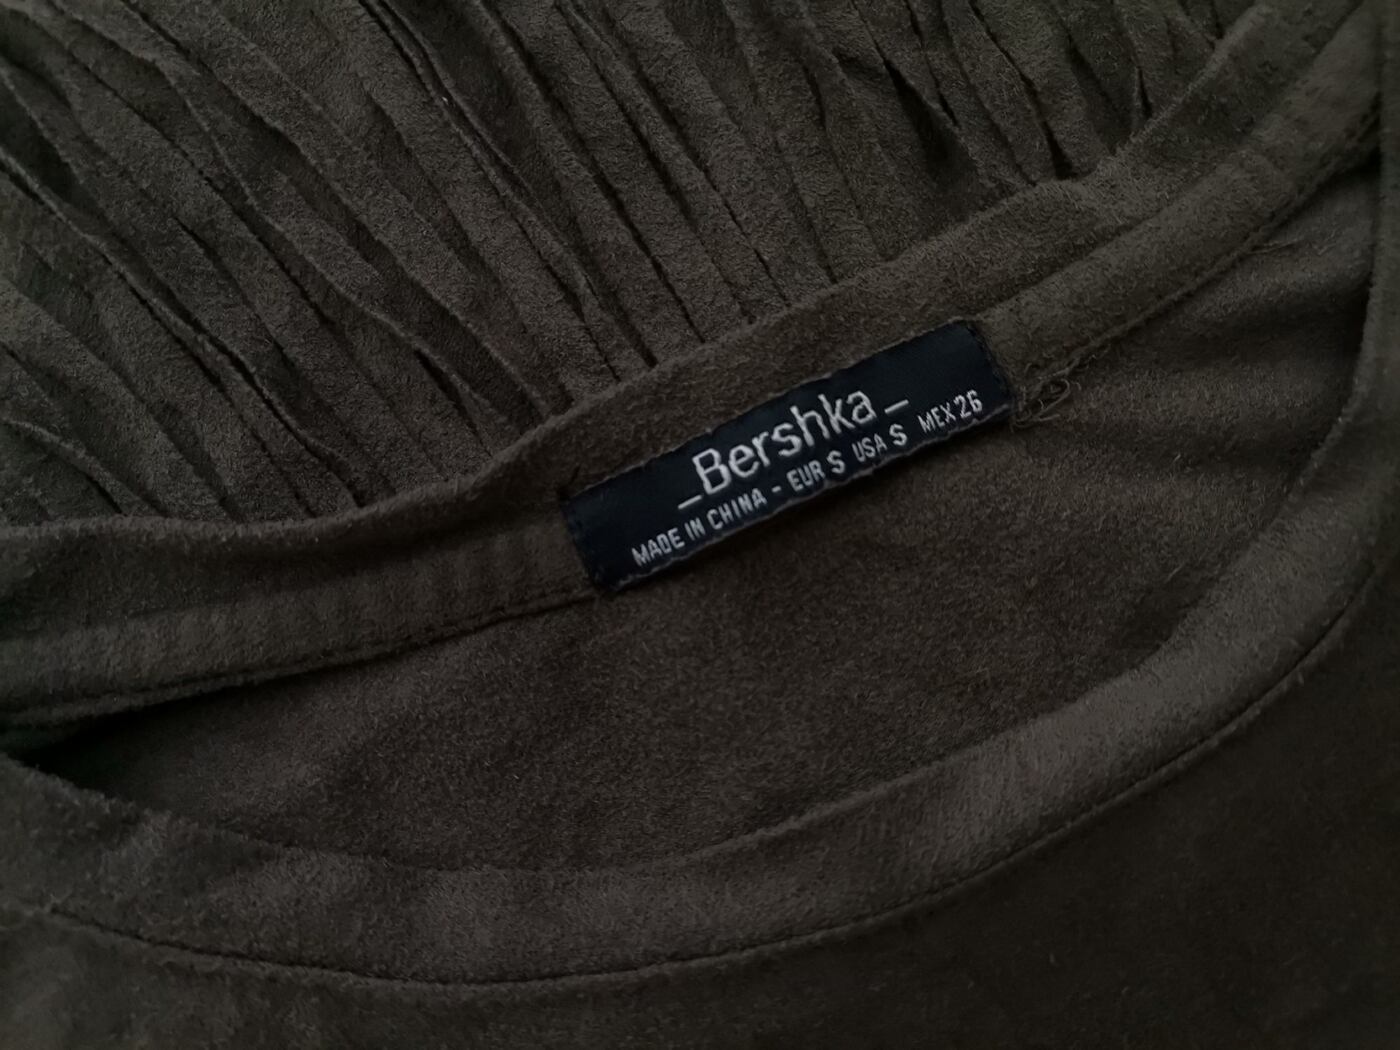 _Bershka_
MADE IN CHINA - EUR S USA S MEX 26